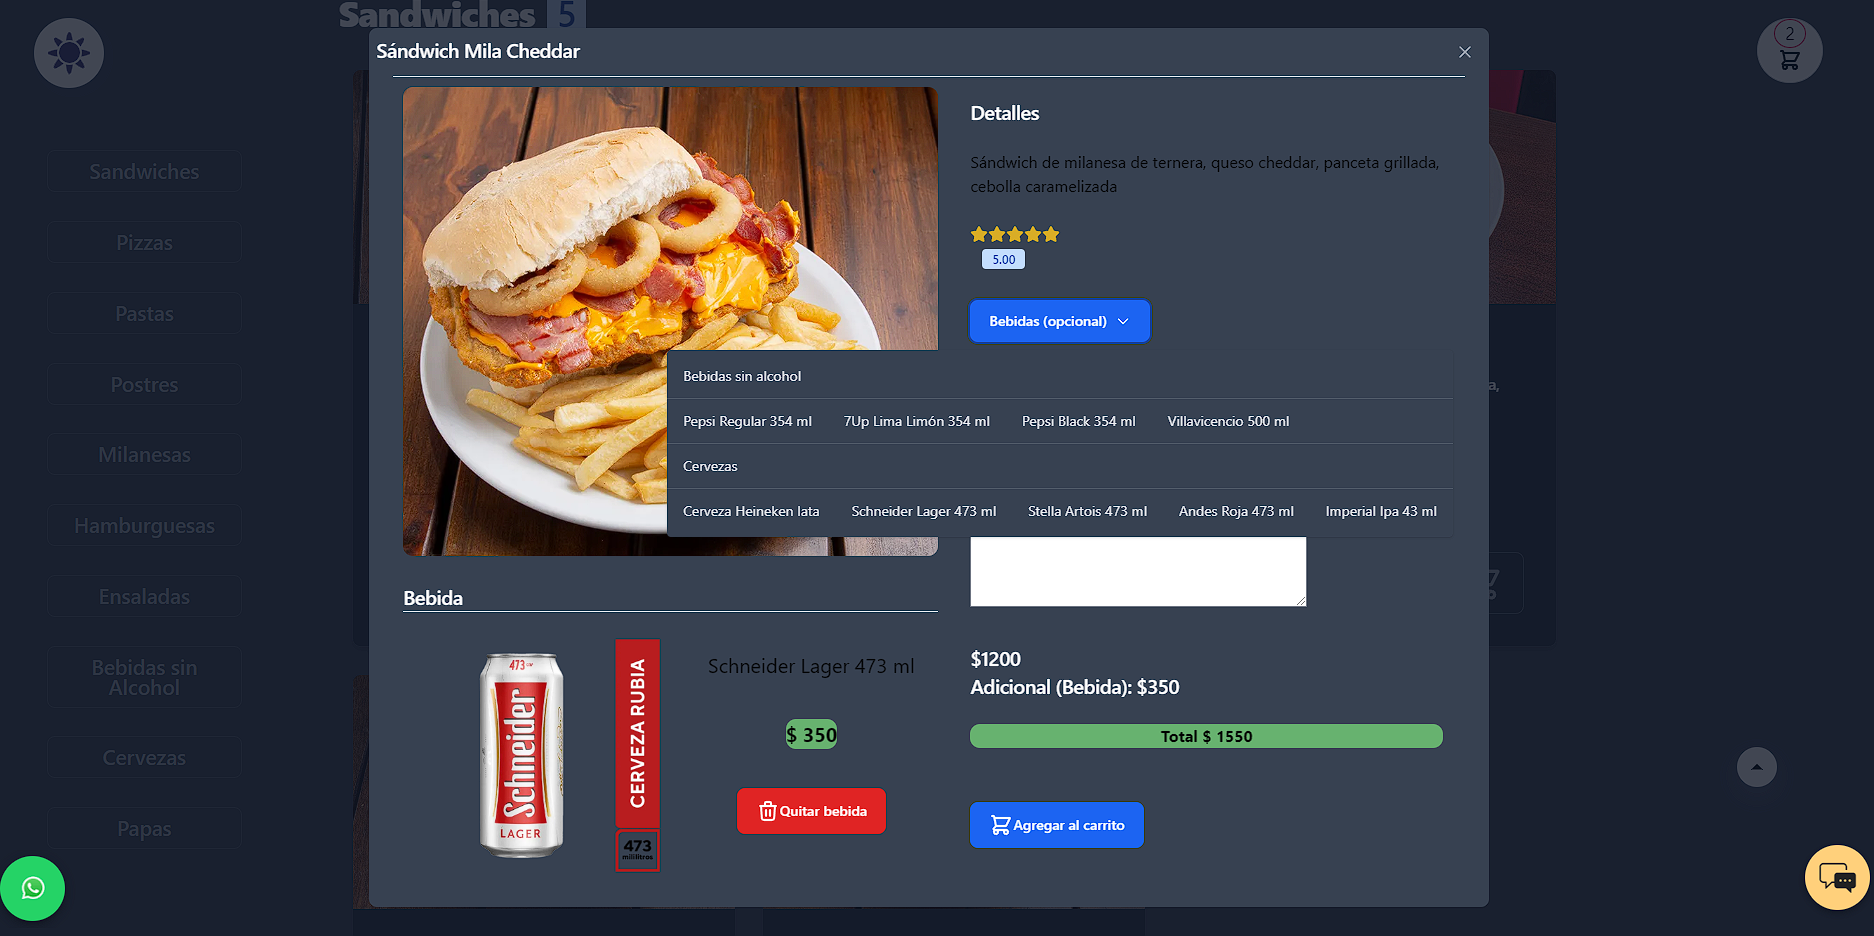 Sandwiches 5
2
Sándwich Mila Cheddar
Sandwiches
Pizzas
Pastas
Postres
Milanesas
Hamburguesas
Ensaladas
Bebidas sin
Alcohol
Cervezas
Papas
Detalles
Sándwich de milanesa de ternera, queso cheddar, panceta grillada,
cebolla caramelizada
5.00
Bebidas (opcional)
Bebidas sin alcohol
Pepsi Regular 354 ml 7Up Lima Limón 354 ml Pepsi Black 354 ml Villavicencio 500 ml
Cervezas
Cerveza Heineken lata Schneider Lager 473 ml Stella Artois 473 ml Andes Roja 473 ml Imperial Ipa 43 ml
Bebida
473
Schneider
LAGER
CERVEZA RUBIA
473
mililitros
Schneider Lager 473 ml
$ 350
Quitar bebida
$1200
Adicional (Bebida): $350
Total $ 1550
Agregar al carrito